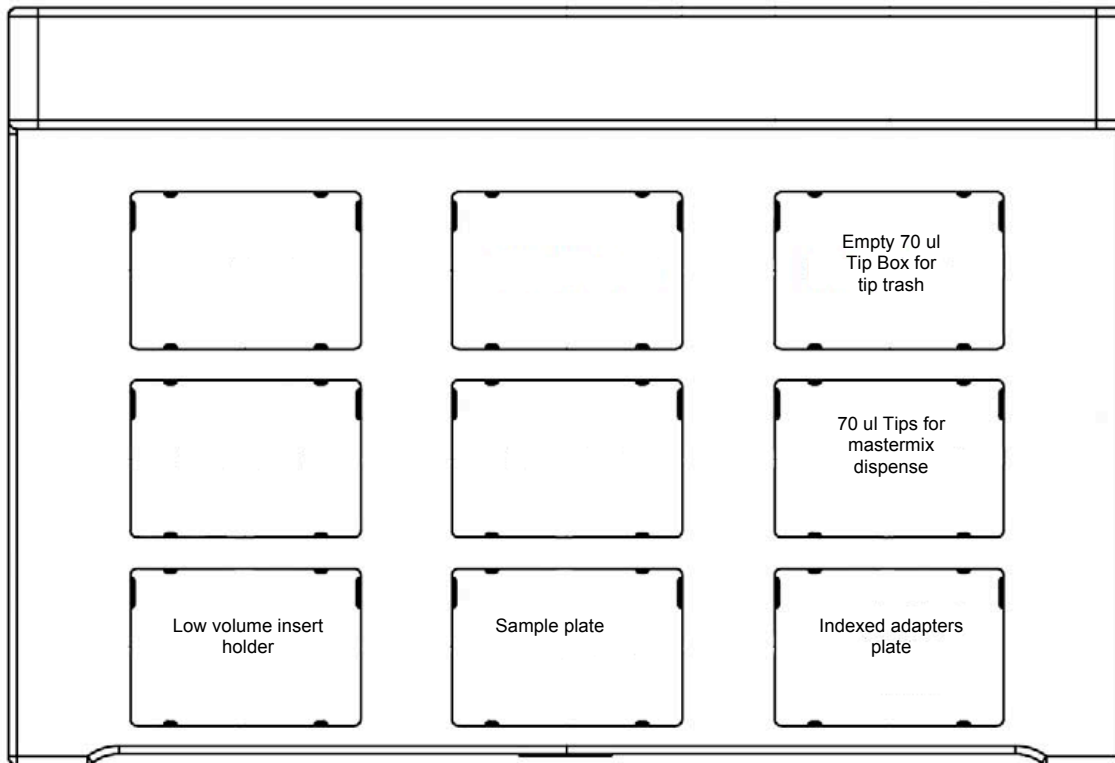 Empty 70 ul
Tip Box for
tip trash
70 ul Tips for
mastermix
dispense
Low volume insert
holder
Sample plate
Indexed adapters
plate